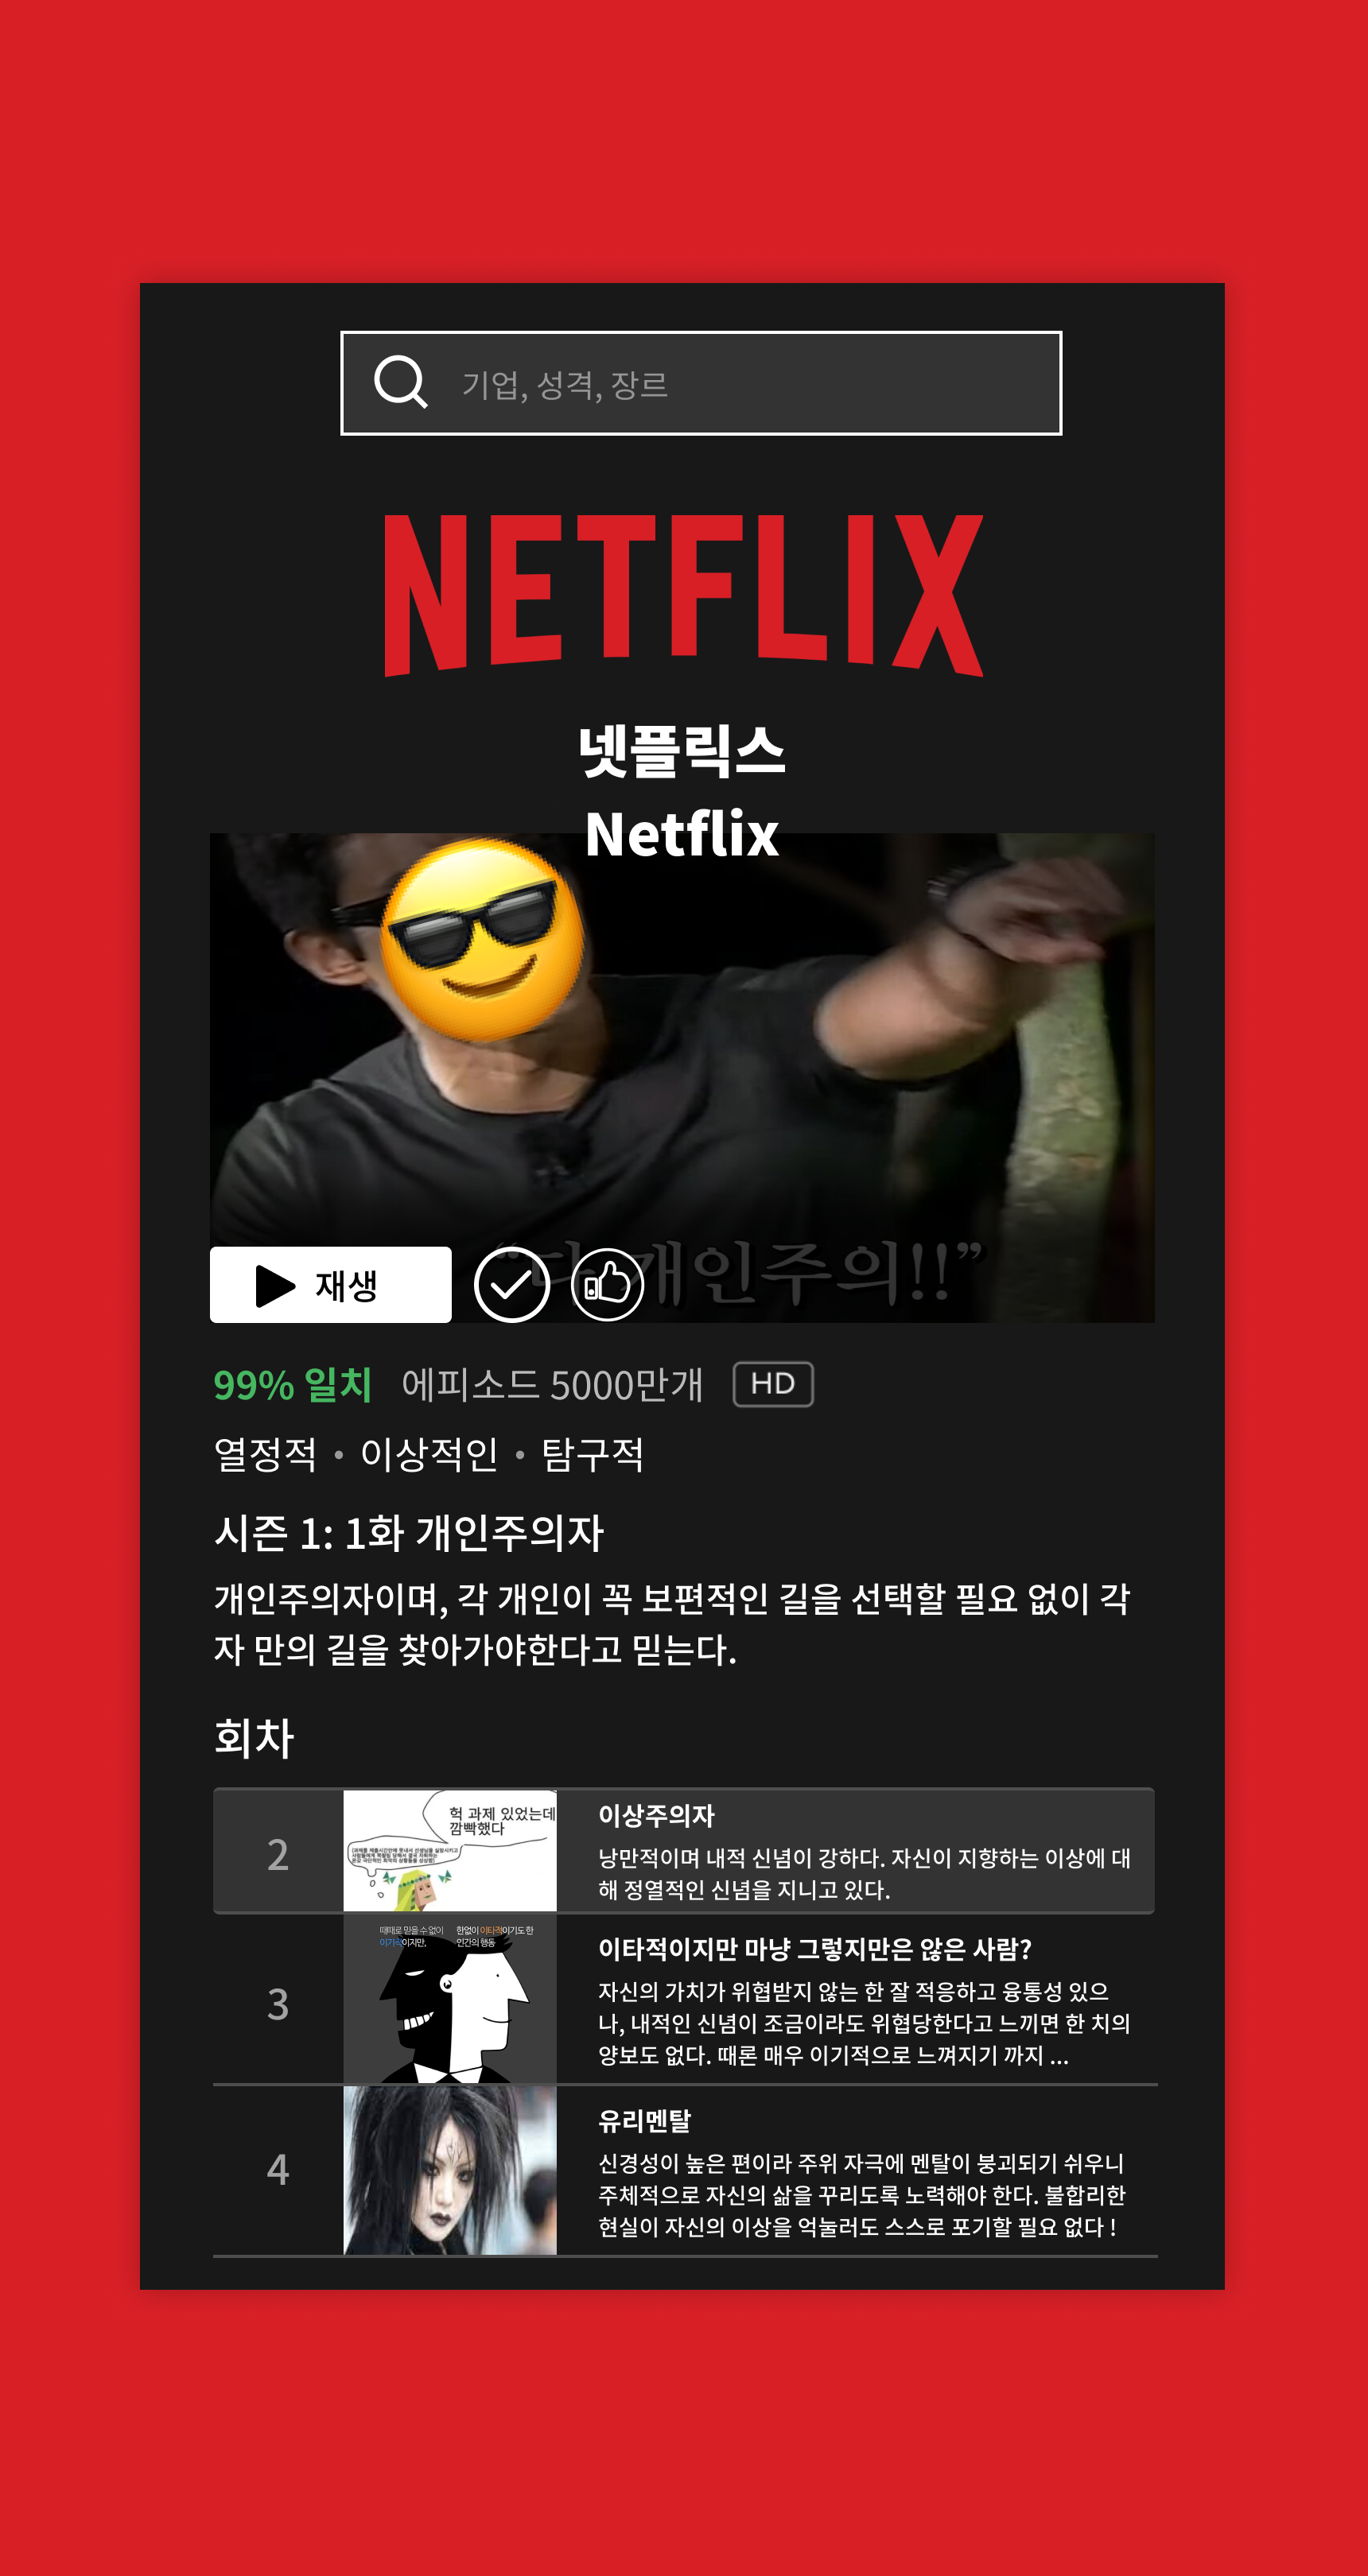 기업, 성격, 장르
NETFLIX
넷플릭스
Netflix
“다 개인주의!!”
재생
99% 일치 에피소드 5000만개 HD
열정적 • 이상적인 • 탐구적
시즌 1: 1화 개인주의자
개인주의자이며, 각 개인이 꼭 보편적인 길을 선택할 필요 없이 각
자 만의 길을 찾아가야한다고 믿는다.
회차
2
헉 과제 있었는데
깜빡했다
이상주의자
낭만적이며 내적 신념이 강하다. 자신이 지향하는 이상에 대
해 정열적인 신념을 지니고 있다.
3
때때로 믿을 수 없이
이기적이지만,
한없이 이타적이기도 한
인간의 행동
이타적이지만 마냥 그렇지만은 않은 사람?
자신의 가치가 위협받지 않는 한 잘 적응하고 융통성 있으
나, 내적인 신념이 조금이라도 위협당한다고 느끼면 한 치의
양보도 없다. 때론 매우 이기적으로 느껴지기 까지 ...
4
유리멘탈
신경성이 높은 편이라 주위 자극에 멘탈이 붕괴되기 쉬우니
주체적으로 자신의 삶을 꾸리도록 노력해야 한다. 불합리한
현실이 자신의 이상을 억눌러도 스스로 포기할 필요 없다 !